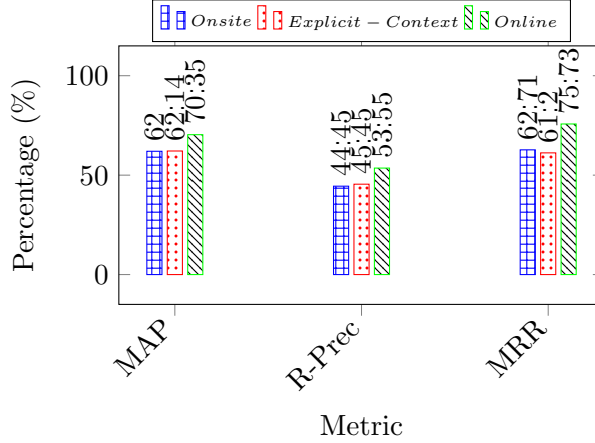 Onsite Explicit − Context Online
Percentage (%)
100
50
0
62
62:14
70:35
44:45
45:45
53:55
62:71
61:2
75:73
MAP
R-Prec
MRR
Metric